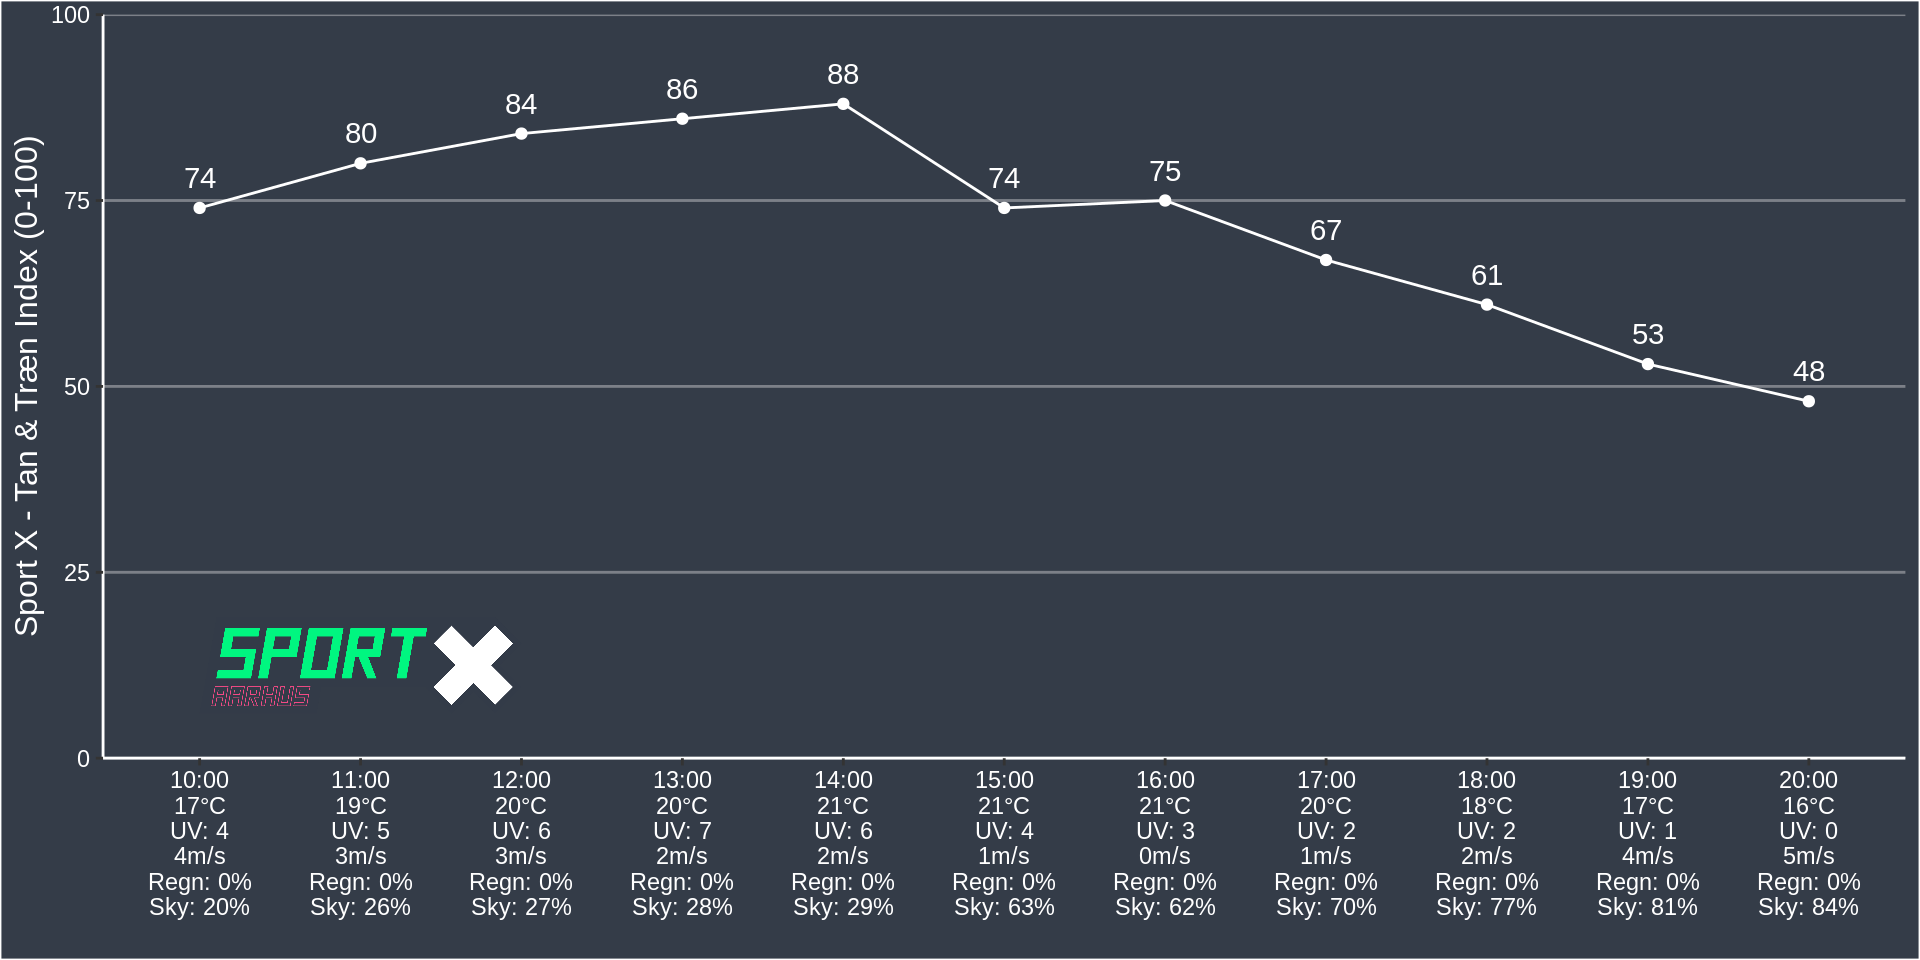 Sport X - Tan & Træn Index (0-100)
100
75
50
25
0
74
80
84
86
88
74
75
67
61
53
48
SPORT X
AARHUS
10:00
17°C
UV: 4
4m/s
Regn: 0%
Sky: 20%
11:00
19°C
UV: 5
3m/s
Regn: 0%
Sky: 26%
12:00
20°C
UV: 6
3m/s
Regn: 0%
Sky: 27%
13:00
20°C
UV: 7
2m/s
Regn: 0%
Sky: 28%
14:00
21°C
UV: 6
2m/s
Regn: 0%
Sky: 29%
15:00
21°C
UV: 4
1m/s
Regn: 0%
Sky: 63%
16:00
21°C
UV: 3
0m/s
Regn: 0%
Sky: 62%
17:00
20°C
UV: 2
1m/s
Regn: 0%
Sky: 70%
18:00
18°C
UV: 2
2m/s
Regn: 0%
Sky: 77%
19:00
17°C
UV: 1
4m/s
Regn: 0%
Sky: 81%
20:00
16°C
UV: 0
5m/s
Regn: 0%
Sky: 84%